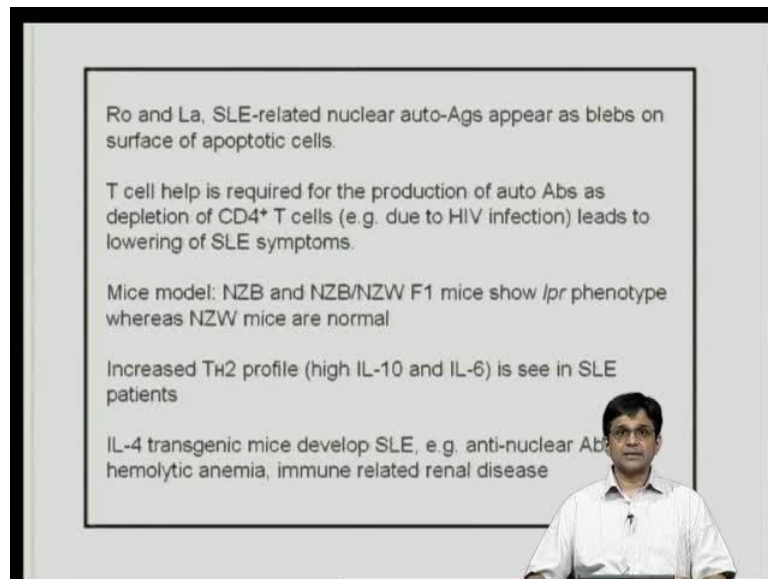 Ro and La, SLE-related nuclear auto-Ags appear as blebs on
surface of apoptotic cells.
T cell help is required for the production of auto Abs as
depletion of CD4⁺ T cells (e.g. due to HIV infection) leads to
lowering of SLE symptoms.
Mice model: NZB and NZB/NZW F1 mice show lpr phenotype
whereas NZW mice are normal
Increased TH2 profile (high IL-10 and IL-6) is see in SLE
patients
IL-4 transgenic mice develop SLE, e.g. anti-nuclear Ab
hemolytic anemia, immune related renal disease